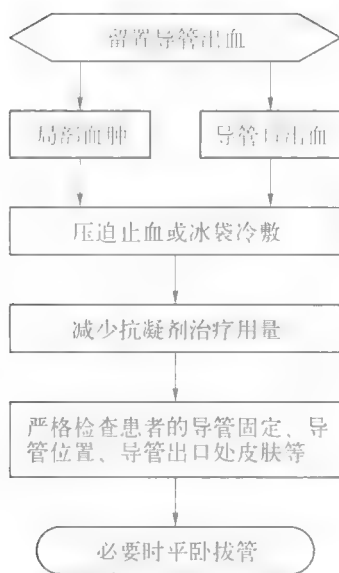 留置导管出血
局部血肿
导管口出血
压迫止血或冰袋冷敷
减少抗凝剂治疗用量
严格检查患者的导管固定、导
管位置、导管出口处皮肤等
必要时平卧拔管